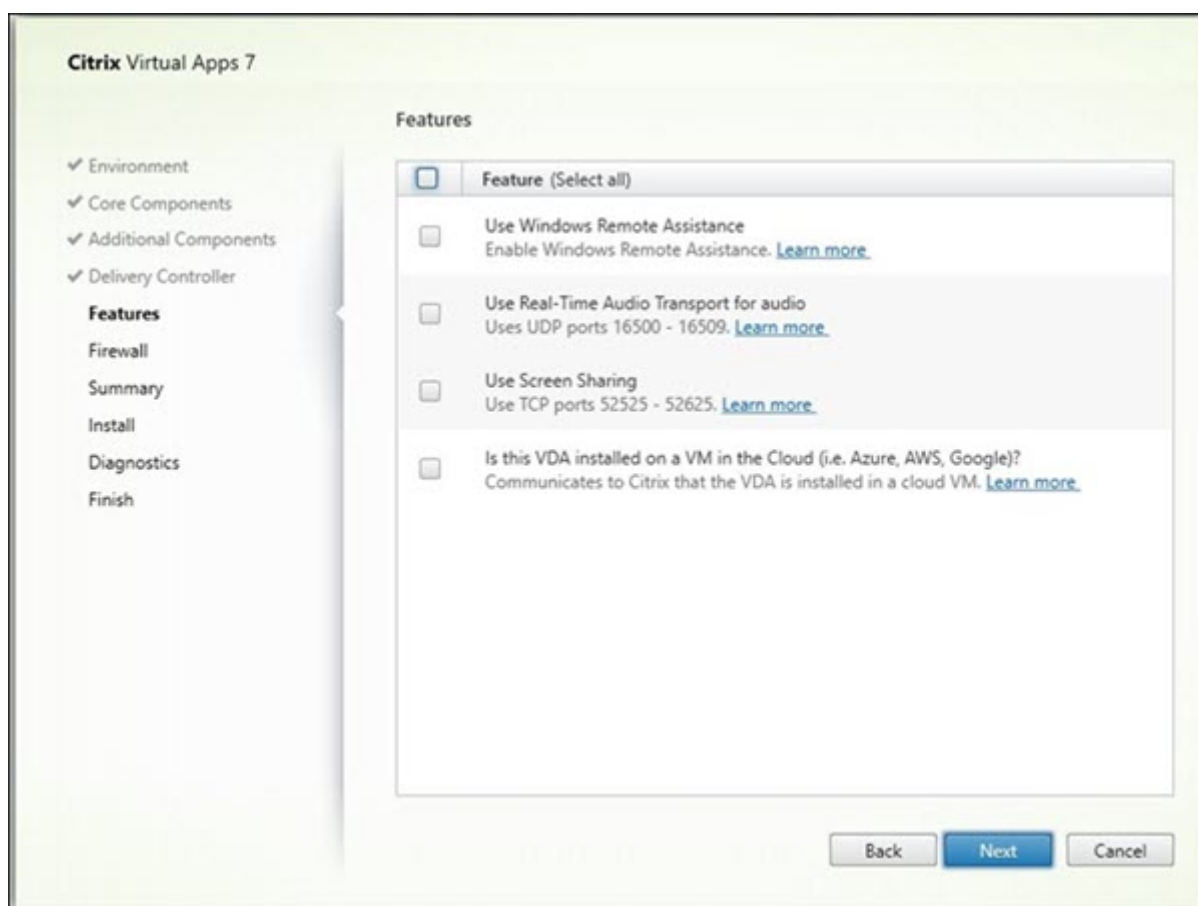 Citrix Virtual Apps 7
Features
Environment
Core Components
Additional Components
Delivery Controller
Features
Firewall
Summary
Install
Diagnostics
Finish
Feature (Select all)
Use Windows Remote Assistance
Enable Windows Remote Assistance. Learn more
Use Real-Time Audio Transport for audio
Uses UDP ports 16500 - 16509. Learn more
Use Screen Sharing
Use TCP ports 52525 - 52625. Learn more
Is this VDA installed on a VM in the Cloud (i.e. Azure, AWS, Google)?
Communicates to Citrix that the VDA is installed in a cloud VM. Learn more
Back
Next
Cancel